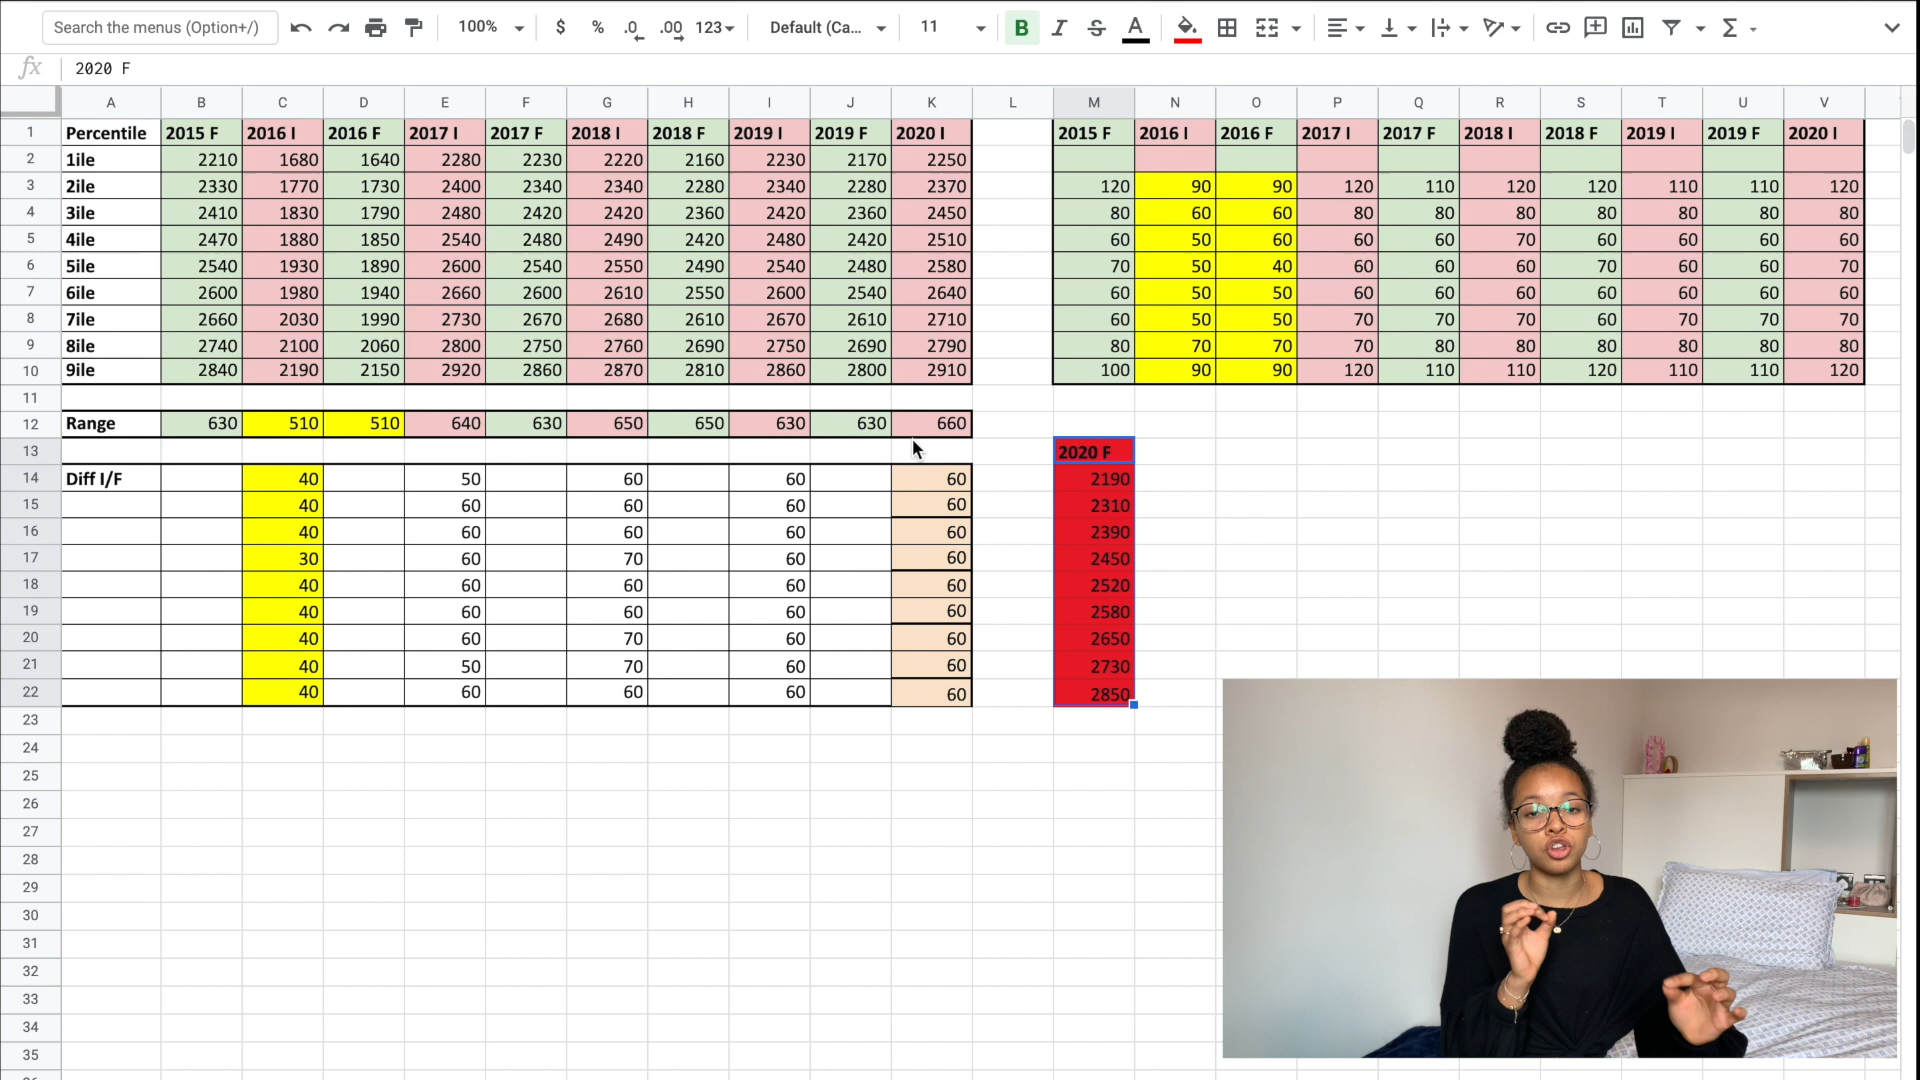 Search the menus (Option+/) 100% $ % .0 .00 123 Default (Ca... 11 B I S A Σ
fx 2020 F
A B C D E F G H I J K L M N O P Q R S T U V
1 Percentile 2015 F 2016 I 2016 F 2017 I 2017 F 2018 I 2018 F 2019 I 2019 F 2020 I 2015 F 2016 I 2016 F 2017 I 2017 F 2018 I 2018 F 2019 I 2019 F 2020 I
2 1ile 2210 1680 1640 2280 2230 2220 2160 2230 2170 2250
3 2ile 2330 1770 1730 2400 2340 2340 2280 2340 2280 2370 120 90 90 120 110 120 120 110 110 120
4 3ile 2410 1830 1790 2480 2420 2420 2360 2420 2360 2450 80 60 60 80 80 80 80 80 80 80
5 4ile 2470 1880 1850 2540 2480 2490 2420 2480 2420 2510 60 50 60 60 60 70 60 60 60 60
6 5ile 2540 1930 1890 2600 2540 2550 2490 2540 2480 2580 70 50 40 60 60 60 70 60 60 70
7 6ile 2600 1980 1940 2660 2600 2610 2550 2600 2540 2640 60 50 50 60 60 60 60 60 60 60
8 7ile 2660 2030 1990 2730 2670 2680 2610 2670 2610 2710 60 50 50 70 70 70 60 70 70 70
9 8ile 2740 2100 2060 2800 2750 2760 2690 2750 2690 2790 80 70 70 70 80 80 80 80 80 80
10 9ile 2840 2190 2150 2920 2860 2870 2810 2860 2800 2910 100 90 90 120 110 110 120 110 110 120
11
12 Range 630 510 510 640 630 650 650 630 630 660
13 2020 F
14 Diff I/F 40 50 60 60 60 2190
15 40 60 60 60 60 2310
16 40 60 60 60 60 2390
17 30 60 70 60 60 2450
18 40 60 60 60 60 2520
19 40 60 60 60 60 2580
20 40 60 70 60 60 2650
21 40 50 70 60 60 2730
22 40 60 60 60 60 2850
23
24
25
26
27
28
29
30
31
32
33
34
35